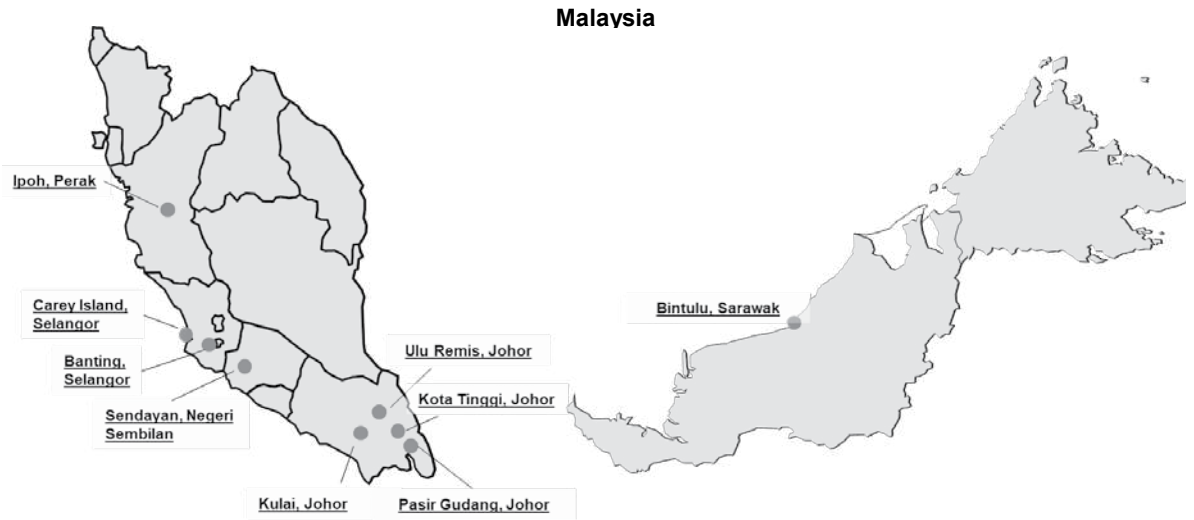 Malaysia
Ipoh, Perak
Carey Island,
Selangor
Banting,
Selangor
Sendayan, Negeri
Sembilan
Ulu Remis, Johor
Kota Tinggi, Johor
Kulai, Johor
Pasir Gudang, Johor
Bintulu, Sarawak